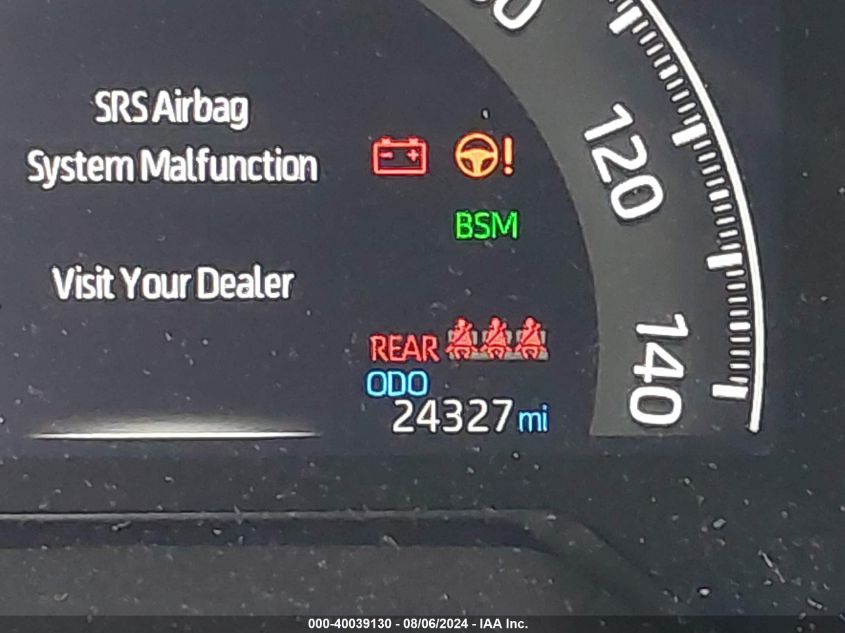 SRS Airbag
System Malfunction
Visit Your Dealer
!
BSM
REAR
ODO
24327 mi
120
140
000-40039130 - 08/06/2024 - IAA Inc.